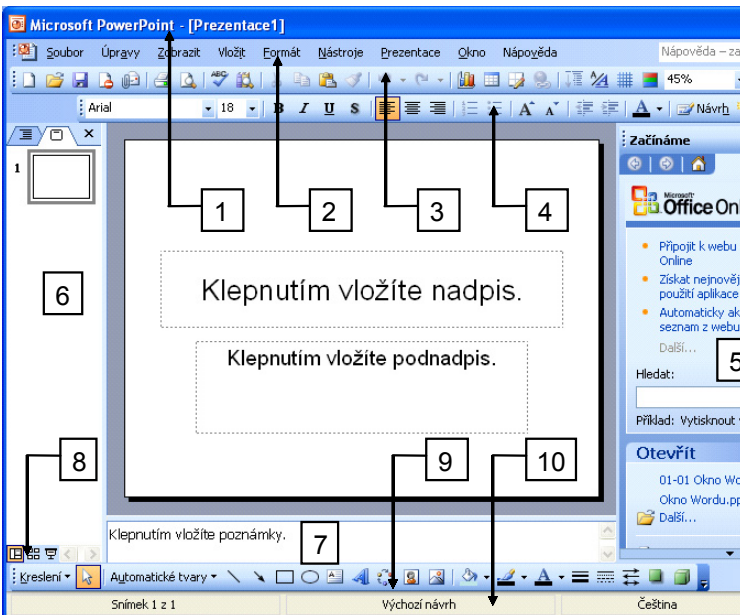 Microsoft PowerPoint - [Prezentace1]
Soubor Úpravy Zobrazit Vložit Formát Nástroje Prezentace Okno Nápověda Nápověda – za
ABC 45%
Arial 18 B I U S A A A Návrh
Začínáme
1
1 2 3 4
Microsoft
Office Onl
Připojit k webu
Online
Získat nejnověj
použití aplikace
Automaticky ak
seznam z webu
Další...
5
Hledat:
Příklad: Vytisknout
Otevřít
01-01 Okno Wo
Okno Wordu.pp
Další...
6
Klepnutím vložíte nadpis.
Klepnutím vložíte podnadpis.
8 9 10
Klepnutím vložíte poznámky.
7
Kreslení Automatické tvary A A
Snímek 1 z 1 Výchozí návrh Čeština